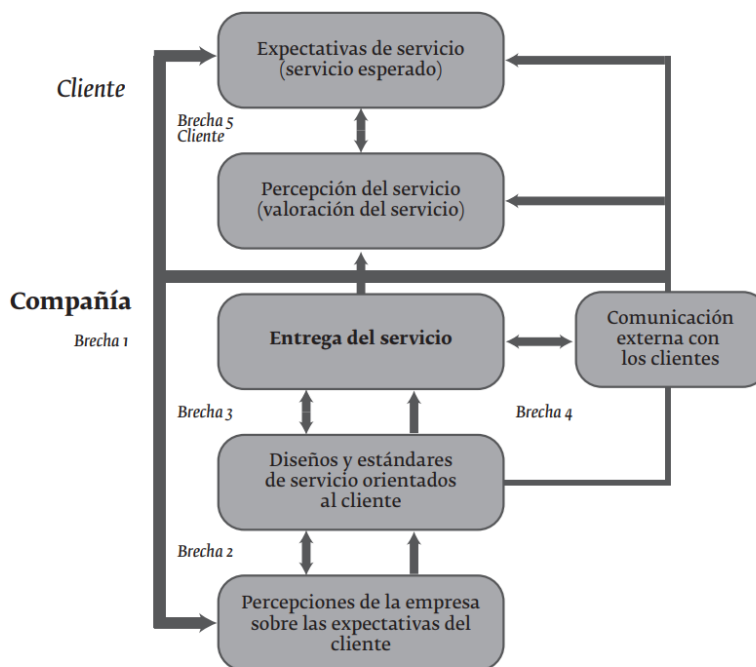 Expectativas de servicio
(servicio esperado)
Cliente
Brecha 5
Cliente
Percepción del servicio
(valoración del servicio)
Compañía
Brecha 1
Entrega del servicio
Comunicación
externa con
los clientes
Brecha 3
Brecha 4
Diseños y estándares
de servicio orientados
al cliente
Brecha 2
Percepciones de la empresa
sobre las expectativas del
cliente